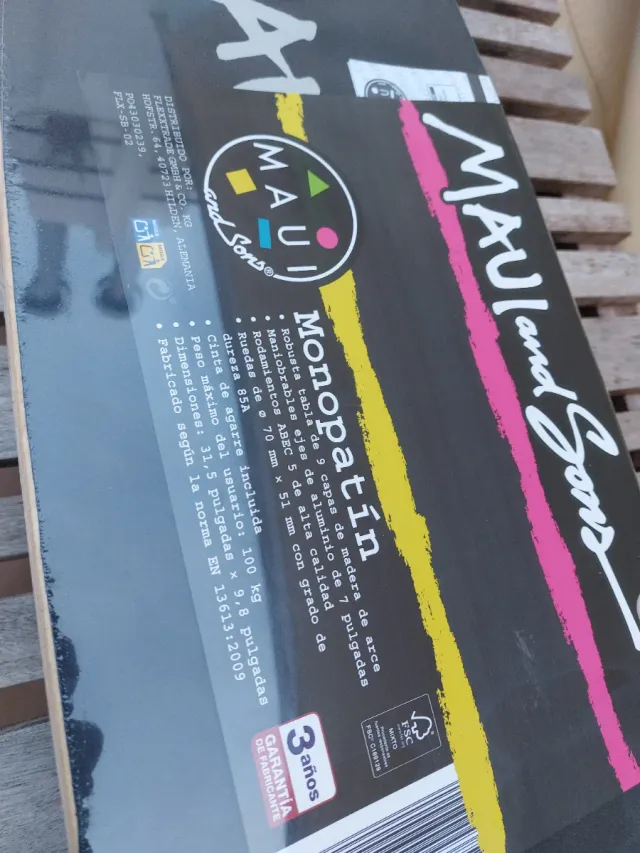 MAUI and Sons
MAUI
and Sons®
Monopatín
• Robusta tabla de 9 capas de madera de arce
• Maniobrables ejes de aluminio de 7 pulgadas
• Rodamientos ABEC 5 de alta calidad
• Ruedas de ø 70 mm x 51 mm con grado de
dureza 85A
• Cinta de agarre incluida
• Peso máximo del usuario: 100 kg
• Dimensiones: 31,5 pulgadas x 9,8 pulgadas
• Fabricado según la norma EN 13613:2009
DISTRIBUIDO POR:
FLEXXTRADE GMBH & CO. KG
HOFSTR. 64, 40723 HILDEN, ALEMANIA
PO43030239,
FLX-SB-02
FSC
MIXTO
3 años
GARANTÍA
DE FABRICANTE